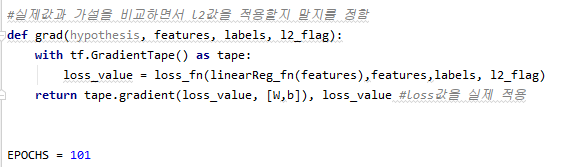 #실제값과 가설을 비교하면서 l2값을 적용할지 말지를 정함
def grad(hypothesis, features, labels, l2_flag):
    with tf.GradientTape() as tape:
        loss_value = loss_fn(linearReg_fn(features),features,labels, l2_flag)
    return tape.gradient(loss_value, [W,b]), loss_value #loss값을 실제 적용
EPOCHS = 101